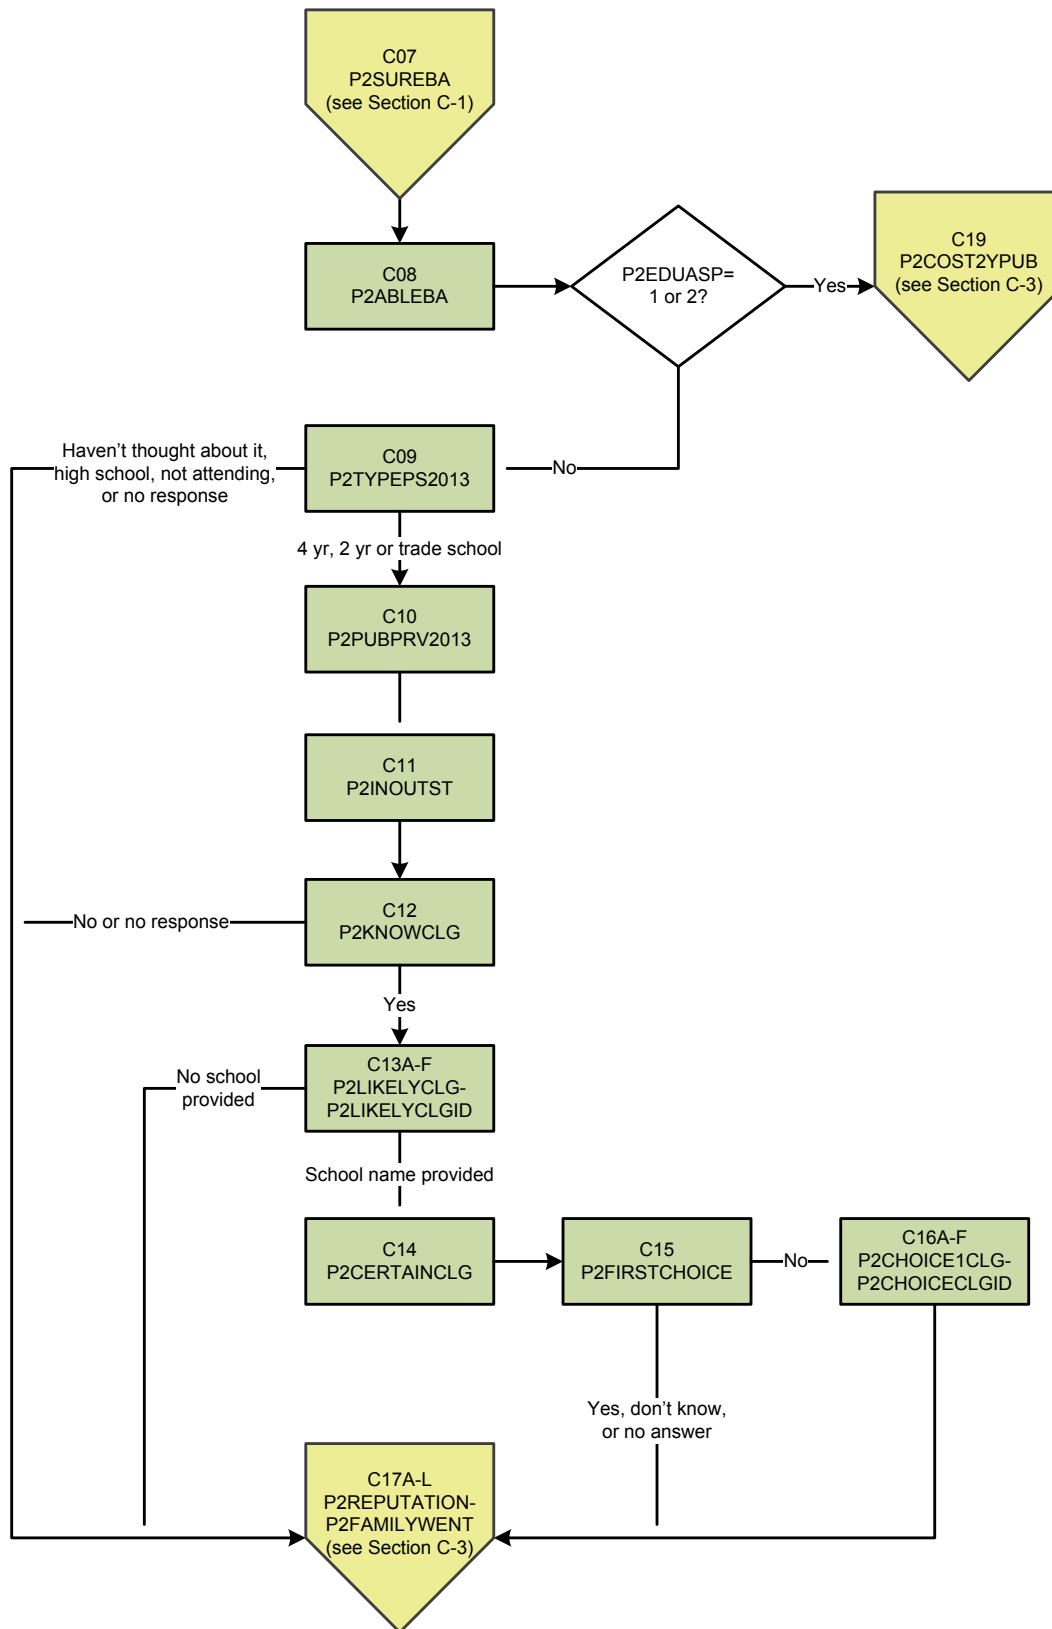 C07
P2SUREBA
(see Section C-1)
C08
P2ABLEBA
P2EDUASP=
1 or 2?
Yes
C19
P2COST2YPUB
(see Section C-3)
Haven’t thought about it,
high school, not attending,
or no response
C09
P2TYPEPS2013
No
4 yr, 2 yr or trade school
C10
P2PUBPRV2013
C11
P2INOUTST
No or no response
C12
P2KNOWCLG
Yes
No school
provided
C13A-F
P2LIKELYCLG-
P2LIKELYCLGID
School name provided
C14
P2CERTAINCLG
C15
P2FIRSTCHOICE
No
C16A-F
P2CHOICE1CLG-
P2CHOICECLGID
Yes, don’t know,
or no answer
C17A-L
P2REPUTATION-
P2FAMILYWENT
(see Section C-3)